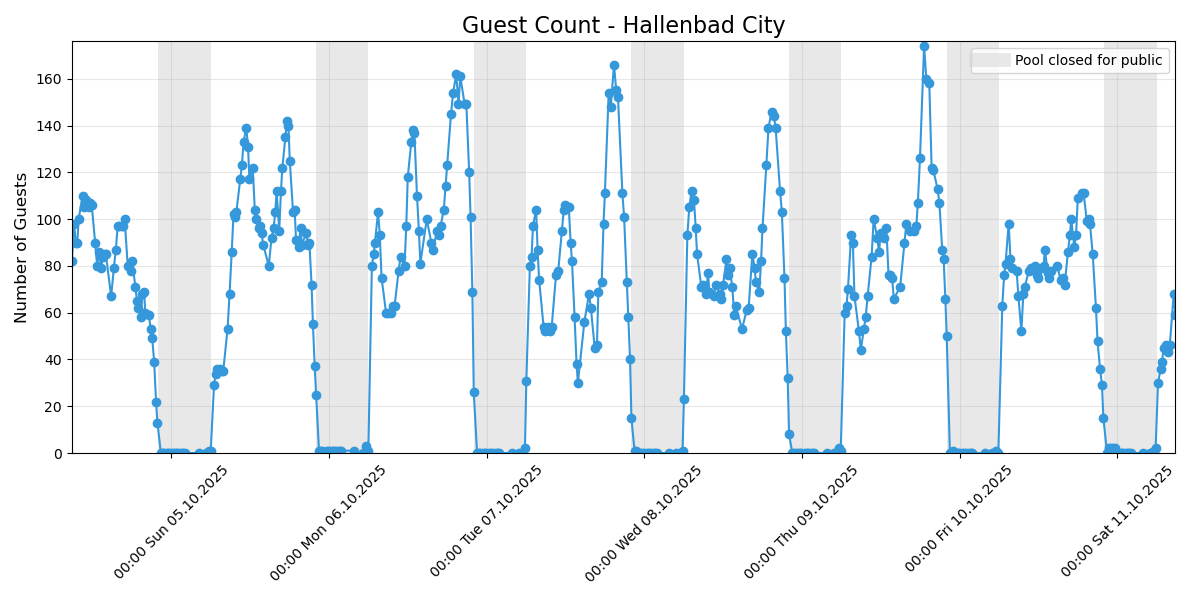 Guest Count - Hallenbad City
Pool closed for public
Number of Guests
160
140
120
100
80
60
40
20
0
00:00 Sun 05.10.2025
00:00 Mon 06.10.2025
00:00 Tue 07.10.2025
00:00 Wed 08.10.2025
00:00 Thu 09.10.2025
00:00 Fri 10.10.2025
00:00 Sat 11.10.2025